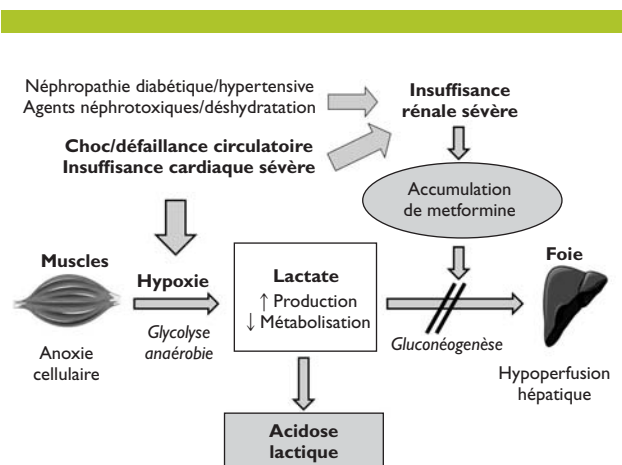 Néphropathie diabétique/hypertensive
Agents néphrotoxiques/déshydratation
Insuffisance
rénale sévère
Choc/défaillance circulatoire
Insuffisance cardiaque sévère
Accumulation
de metformine
Muscles
Hypoxie
Lactate
↑ Production
↓ Métabolisation
Foie
Glycolyse
anaérobie
Gluconéogenèse
Anoxie
cellulaire
Hypoperfusion
hépatique
Acidose
lactique